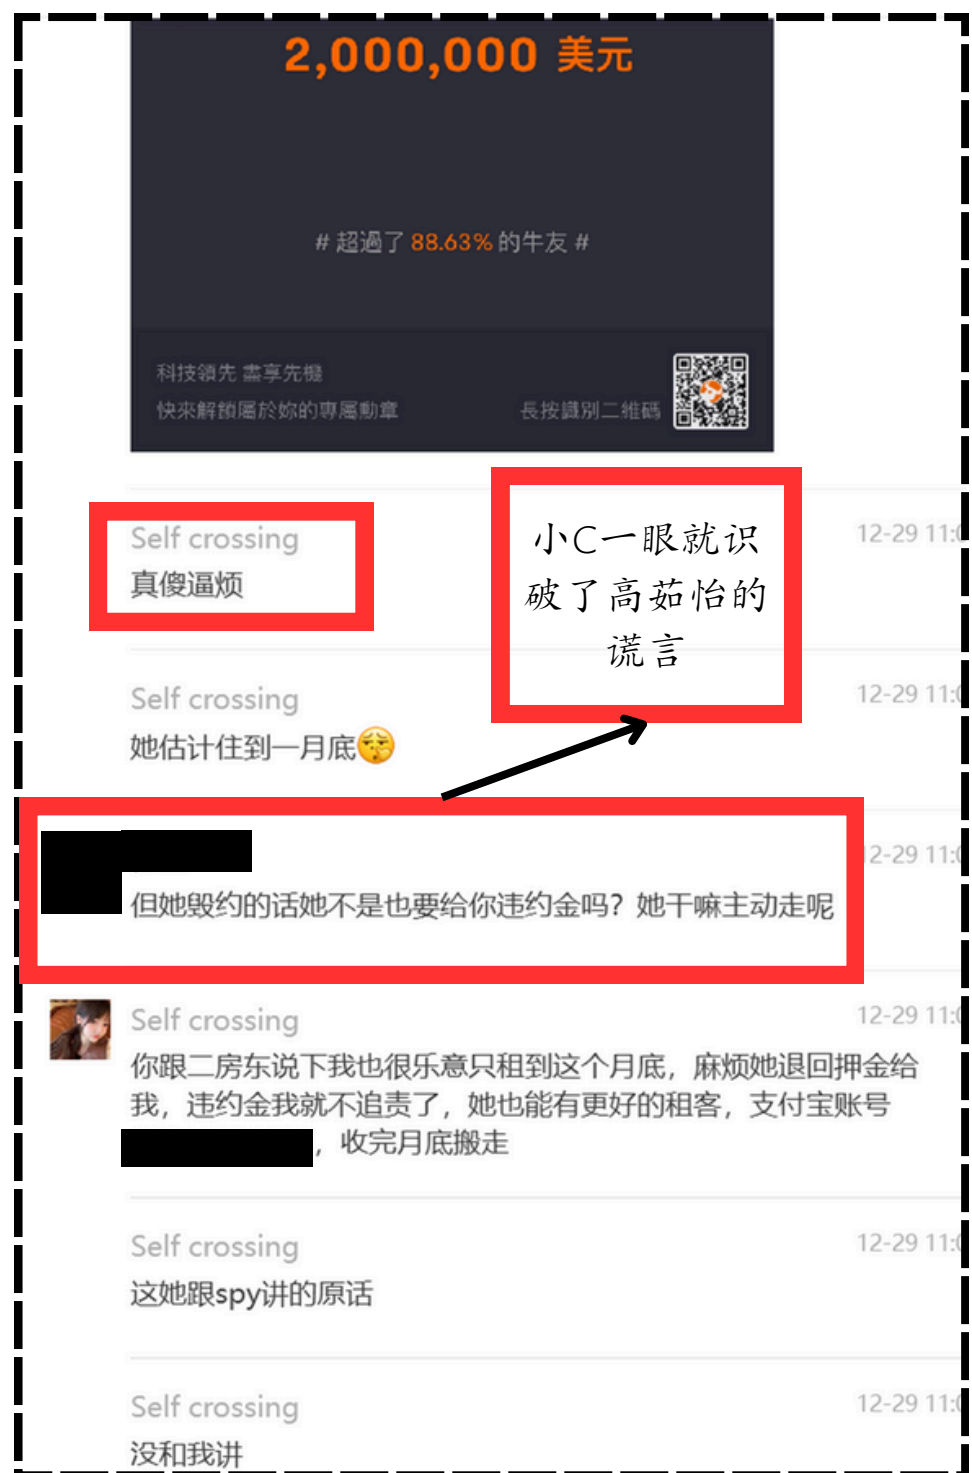 2,000,000 美元
# 超過了 88.63% 的牛友 #
科技領先 盡享先機
快來解鎖屬於妳的專屬勳章
長按識別二維碼
Self crossing
12-29 11:0
真傻逼烦
小C一眼就识
破了高茹怡的
谎言
Self crossing
12-29 11:0
她估计住到一月底
12-29 11:0
但她毁约的话她不是也要给你违约金吗？她干嘛主动走呢
Self crossing
12-29 11:0
你跟二房东说下我也很乐意只租到这个月底，麻烦她退回押金给
我，违约金我就不追责了，她也能有更好的租客，支付宝账号
，收完月底搬走
Self crossing
12-29 11:0
这她跟spy讲的原话
Self crossing
12-29 11:0
没和我讲